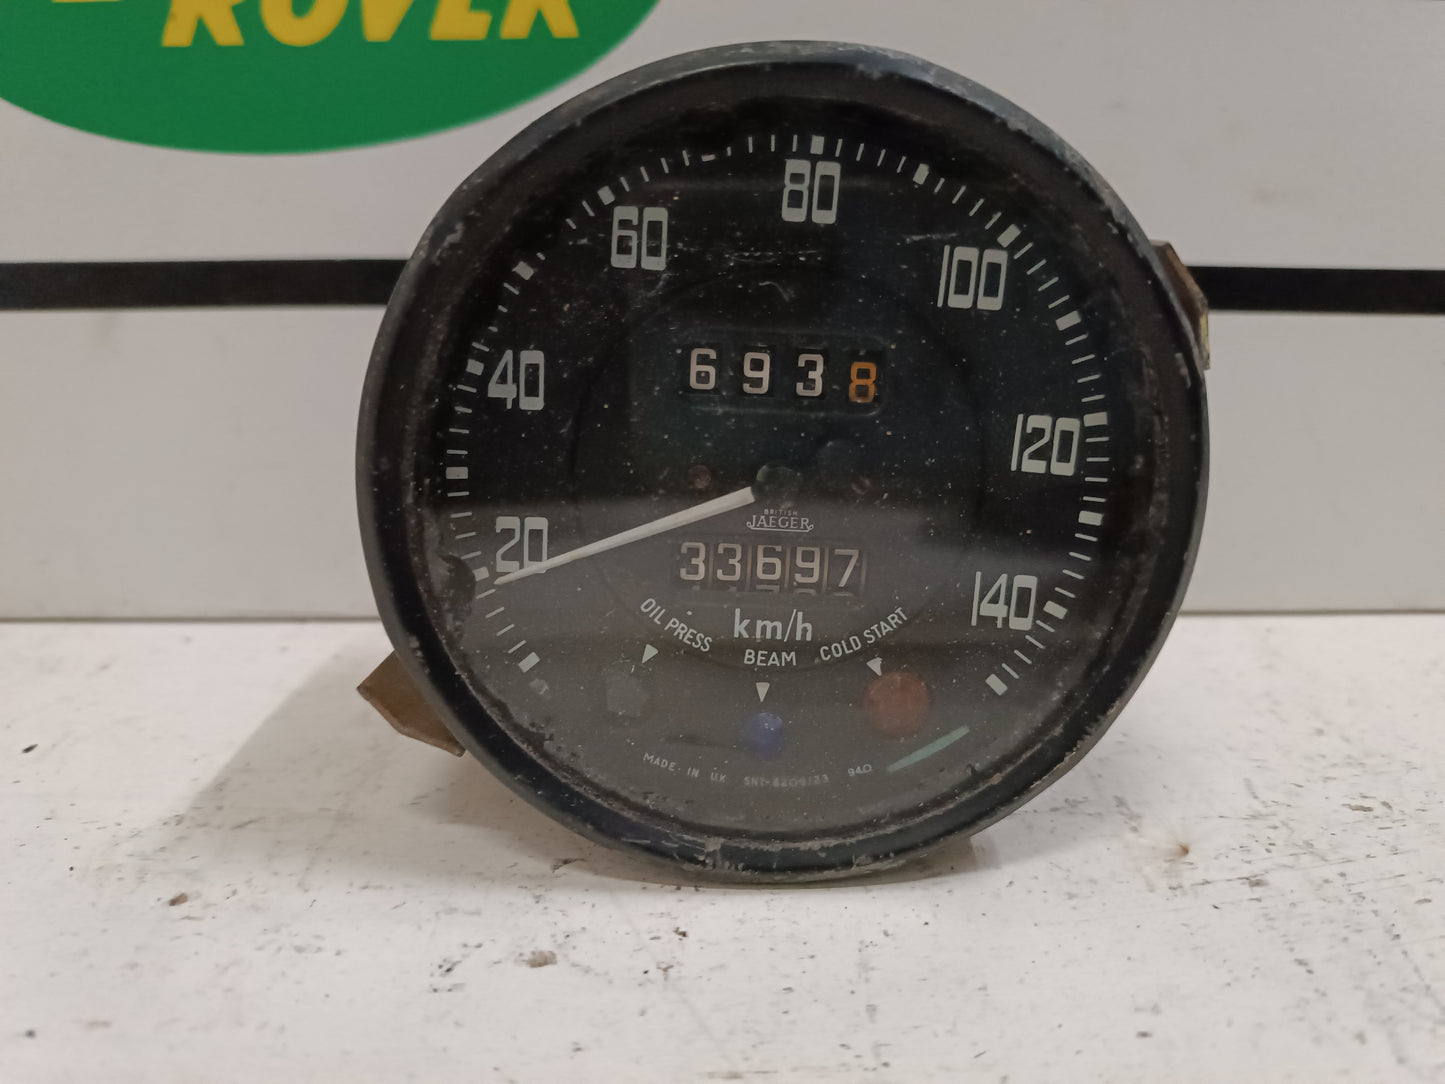 ROVER
80
60
100
40
6938
120
20
BRITISH
JAEGER
33697
140
km/h
OIL PRESS
BEAM
COLD START
MADE · IN U.K. 940